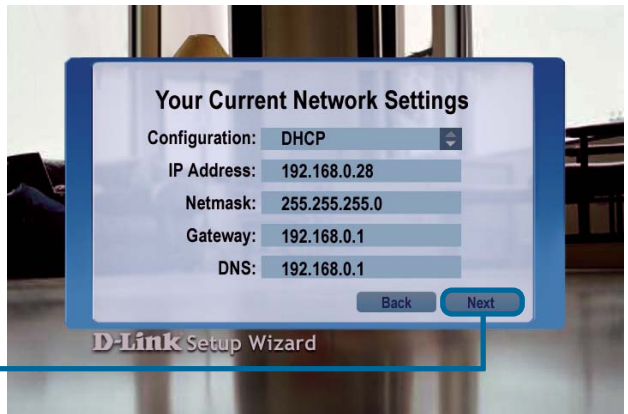 Your Current Network Settings
Configuration: DHCP
IP Address: 192.168.0.28
Netmask: 255.255.255.0
Gateway: 192.168.0.1
DNS: 192.168.0.1
Back Next
D-Link Setup Wizard